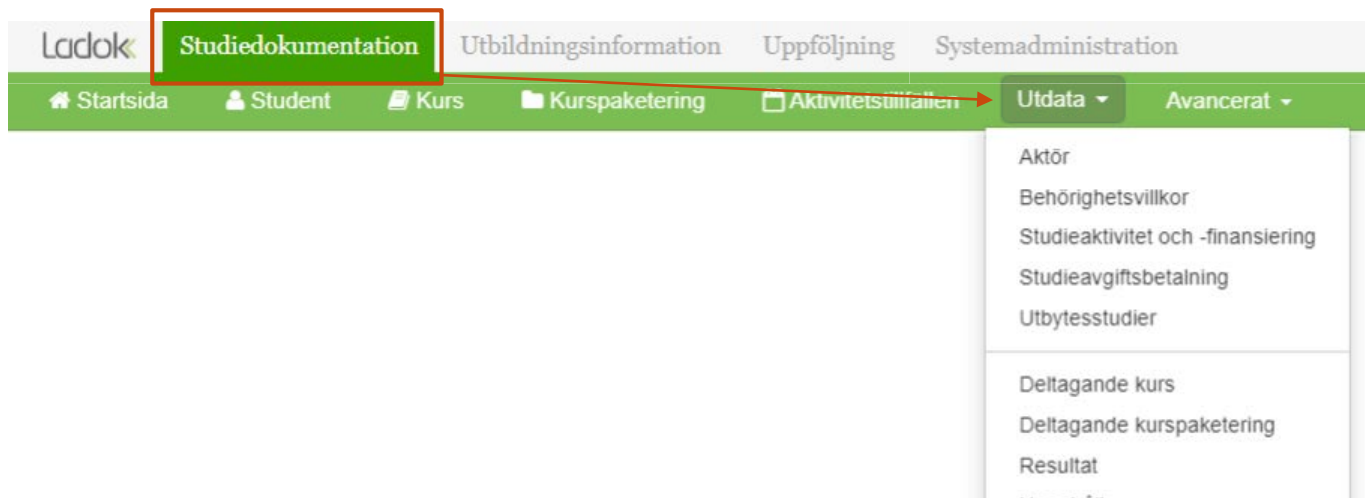 Ladok Studiedokumentation Utbildningsinformation Uppföljning Systemadministration
Startsida Student Kurs Kurspaketering Aktivitetstillfällen Utdata Avancerat
Aktör
Behörighetsvillkor
Studieaktivitet och -finansiering
Studieavgiftsbetalning
Utbytesstudier
Deltagande kurs
Deltagande kurspaketering
Resultat